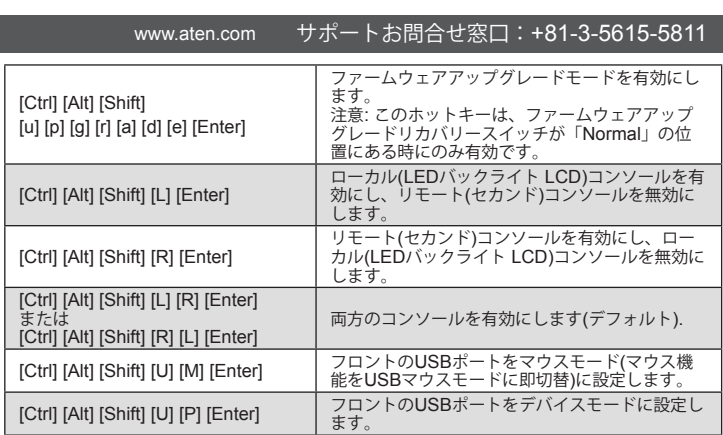 www.aten.com サポートお問合せ窓口：+81-3-5615-5811
[Ctrl] [Alt] [Shift]
[u] [p] [g] [r] [a] [d] [e] [Enter]
ファームウェアアップグレードモードを有効にし
ます。
注意: このホットキーは、ファームウェアアップ
グレードリカバリースイッチが「Normal」の位
置にある時にのみ有効です。
[Ctrl] [Alt] [Shift] [L] [Enter]
ローカル(LEDバックライト LCD)コンソールを有
効にし、リモート(セカンド)コンソールを無効に
します。
[Ctrl] [Alt] [Shift] [R] [Enter]
リモート(セカンド)コンソールを有効にし、ロー
カル(LEDバックライト LCD)コンソールを無効に
します。
[Ctrl] [Alt] [Shift] [L] [R] [Enter]
または
[Ctrl] [Alt] [Shift] [R] [L] [Enter]
両方のコンソールを有効にします(デフォルト).
[Ctrl] [Alt] [Shift] [U] [M] [Enter]
フロントのUSBポートをマウスモード(マウス機
能をUSBマウスモードに即切替)に設定します。
[Ctrl] [Alt] [Shift] [U] [P] [Enter]
フロントのUSBポートをデバイスモードに設定し
ます。